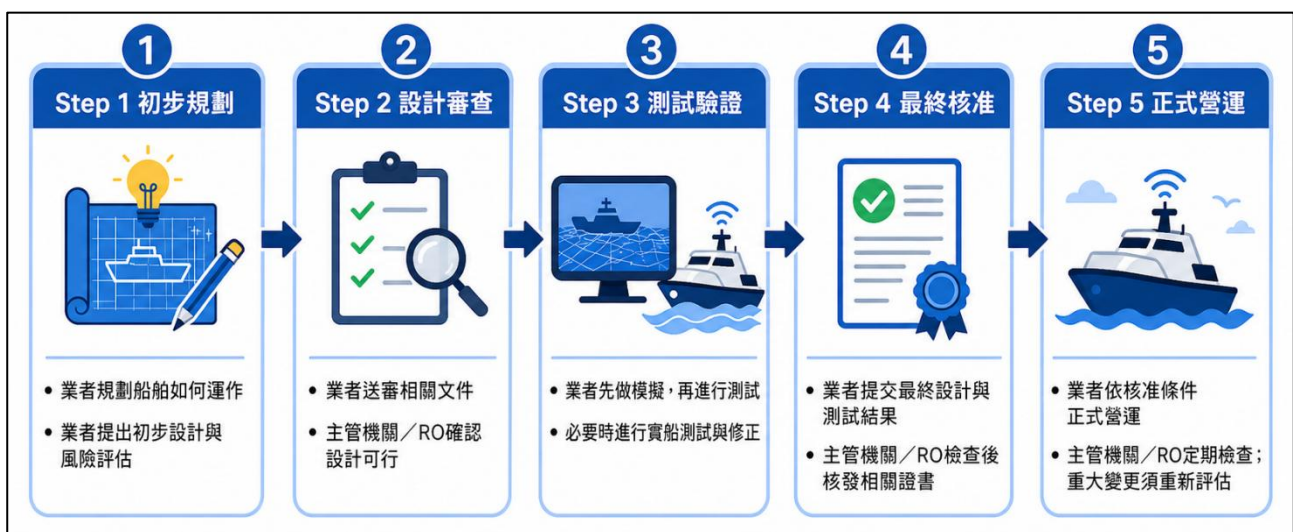 1
Step 1 初步規劃
• 業者規劃船舶如何運作
• 業者提出初步設計與
風險評估
2
Step 2 設計審查
• 業者送審相關文件
• 主管機關／RO確認
設計可行
3
Step 3 測試驗證
• 業者先做模擬，再進行測試
• 必要時進行實船測試與修正
4
Step 4 最終核准
• 業者提交最終設計與
測試結果
• 主管機關／RO檢查後
核發相關證書
5
Step 5 正式營運
• 業者依核准條件
正式營運
• 主管機關／RO定期檢查；
重大變更須重新評估